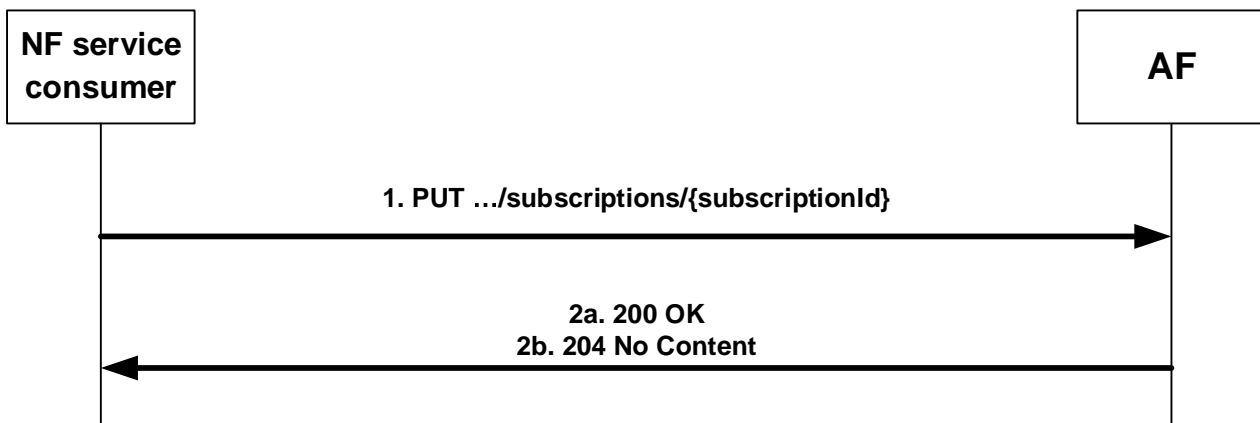 NF service
consumer
AF
1. PUT …/subscriptions/{subscriptionId}
2a. 200 OK
2b. 204 No Content